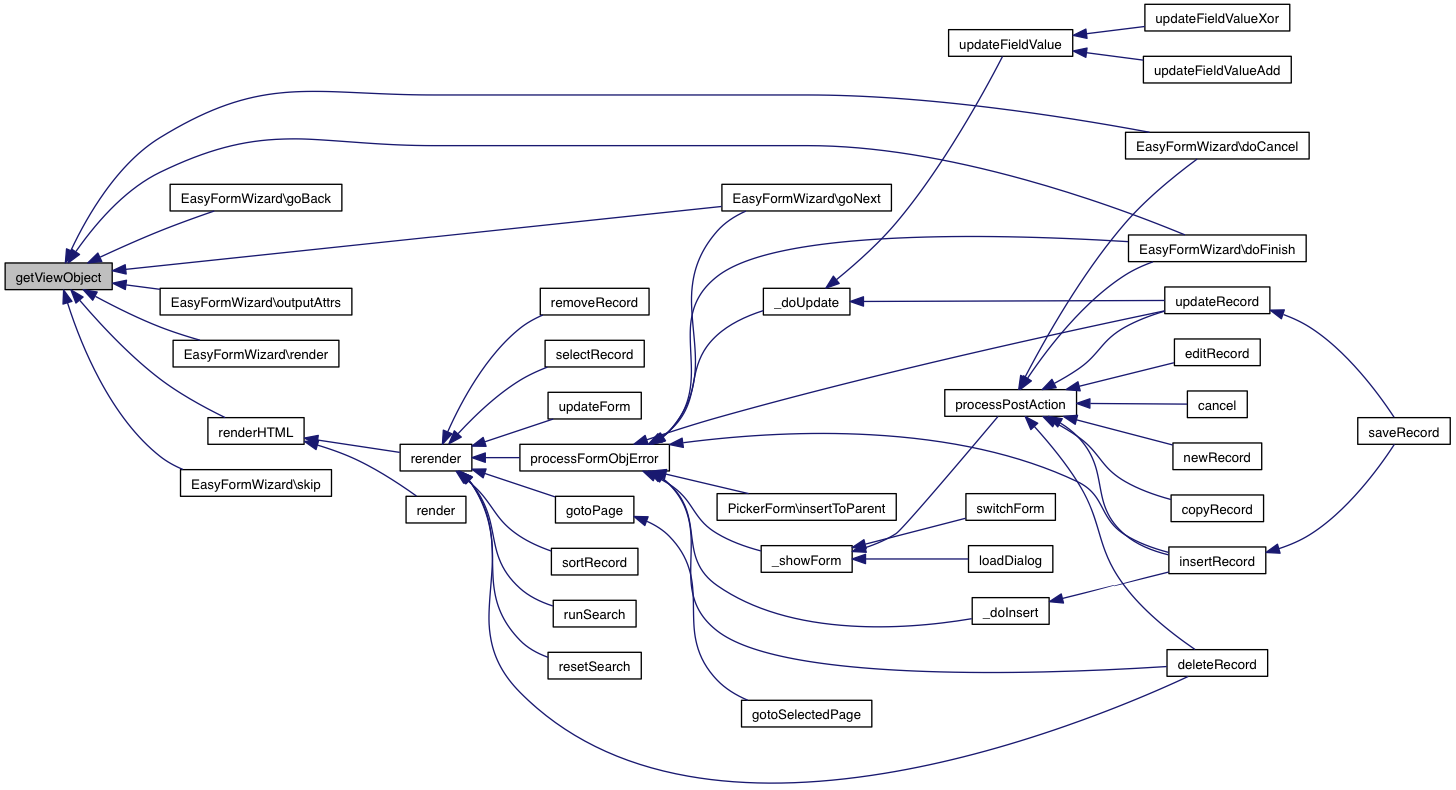 updateFieldValueXor
updateFieldValue
updateFieldValueAdd
EasyFormWizard\doCancel
EasyFormWizard\goBack
EasyFormWizard\goNext
EasyFormWizard\doFinish
getViewObject
EasyFormWizard\outputAttrs
removeRecord
_doUpdate
updateRecord
EasyFormWizard\render
selectRecord
editRecord
updateForm
processPostAction
cancel
renderHTML
saveRecord
rerender
processFormObjError
newRecord
EasyFormWizard\skip
render
gotoPage
PickerForm\insertToParent
switchForm
copyRecord
sortRecord
_showForm
loadDialog
insertRecord
runSearch
_doInsert
resetSearch
deleteRecord
gotoSelectedPage